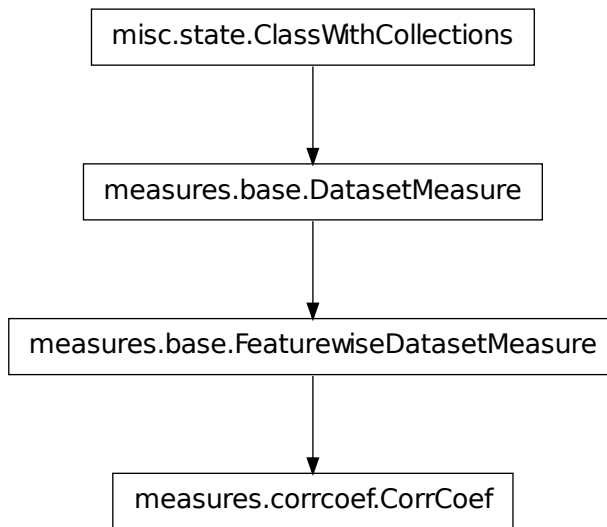 misc.state.ClassWithCollections
measures.base.DatasetMeasure
measures.base.FeaturewiseDatasetMeasure
measures.corrcoef.CorrCoef